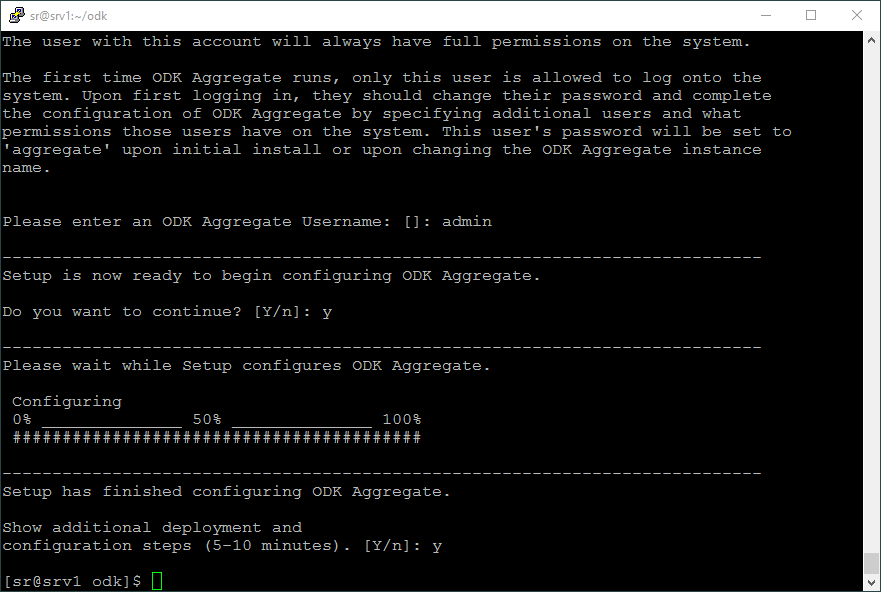 sr@srv1:~/odk
The user with this account will always have full permissions on the system.
The first time ODK Aggregate runs, only this user is allowed to log onto the
system. Upon first logging in, they should change their password and complete
the configuration of ODK Aggregate by specifying additional users and what
permissions those users have on the system. This user's password will be set to
'aggregate' upon initial install or upon changing the ODK Aggregate instance
name.
Please enter an ODK Aggregate Username: []: admin
----------------------------------------------------------------------------
Setup is now ready to begin configuring ODK Aggregate.
Do you want to continue? [Y/n]: y
----------------------------------------------------------------------------
Please wait while Setup configures ODK Aggregate.
Configuring
0% ______________ 50% ______________ 100%
#########################################
----------------------------------------------------------------------------
Setup has finished configuring ODK Aggregate.
Show additional deployment and
configuration steps (5-10 minutes). [Y/n]: y
[sr@srv1 odk]$